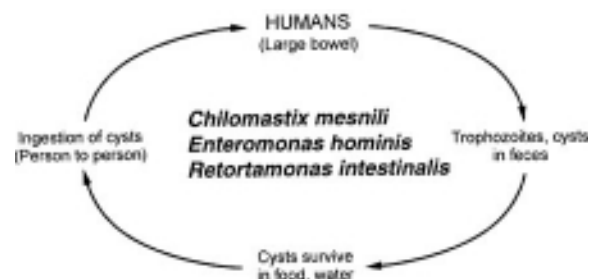 HUMANS
(Large bowel)
Chilomastix mesnili
Enteromonas hominis
Retortamonas intestinalis
Ingestion of cysts
(Person to person)
Trophozoites, cysts
in feces
Cysts survive
in food, water